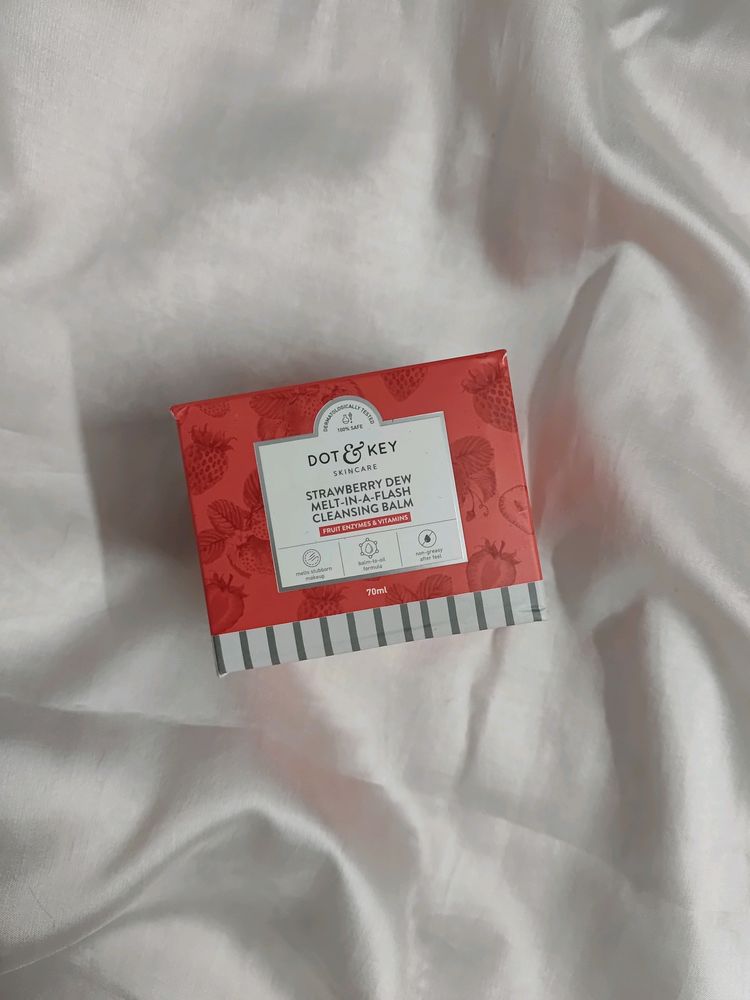 DERMATOLOGICALLY TESTED
100% SAFE
DOT & KEY
SKINCARE
STRAWBERRY DEW
MELT-IN-A-FLASH
CLEANSING BALM
FRUIT ENZYMES & VITAMINS
melts stubborn
makeup
balm-to-oil
formula
non-greasy
after feel
70ml